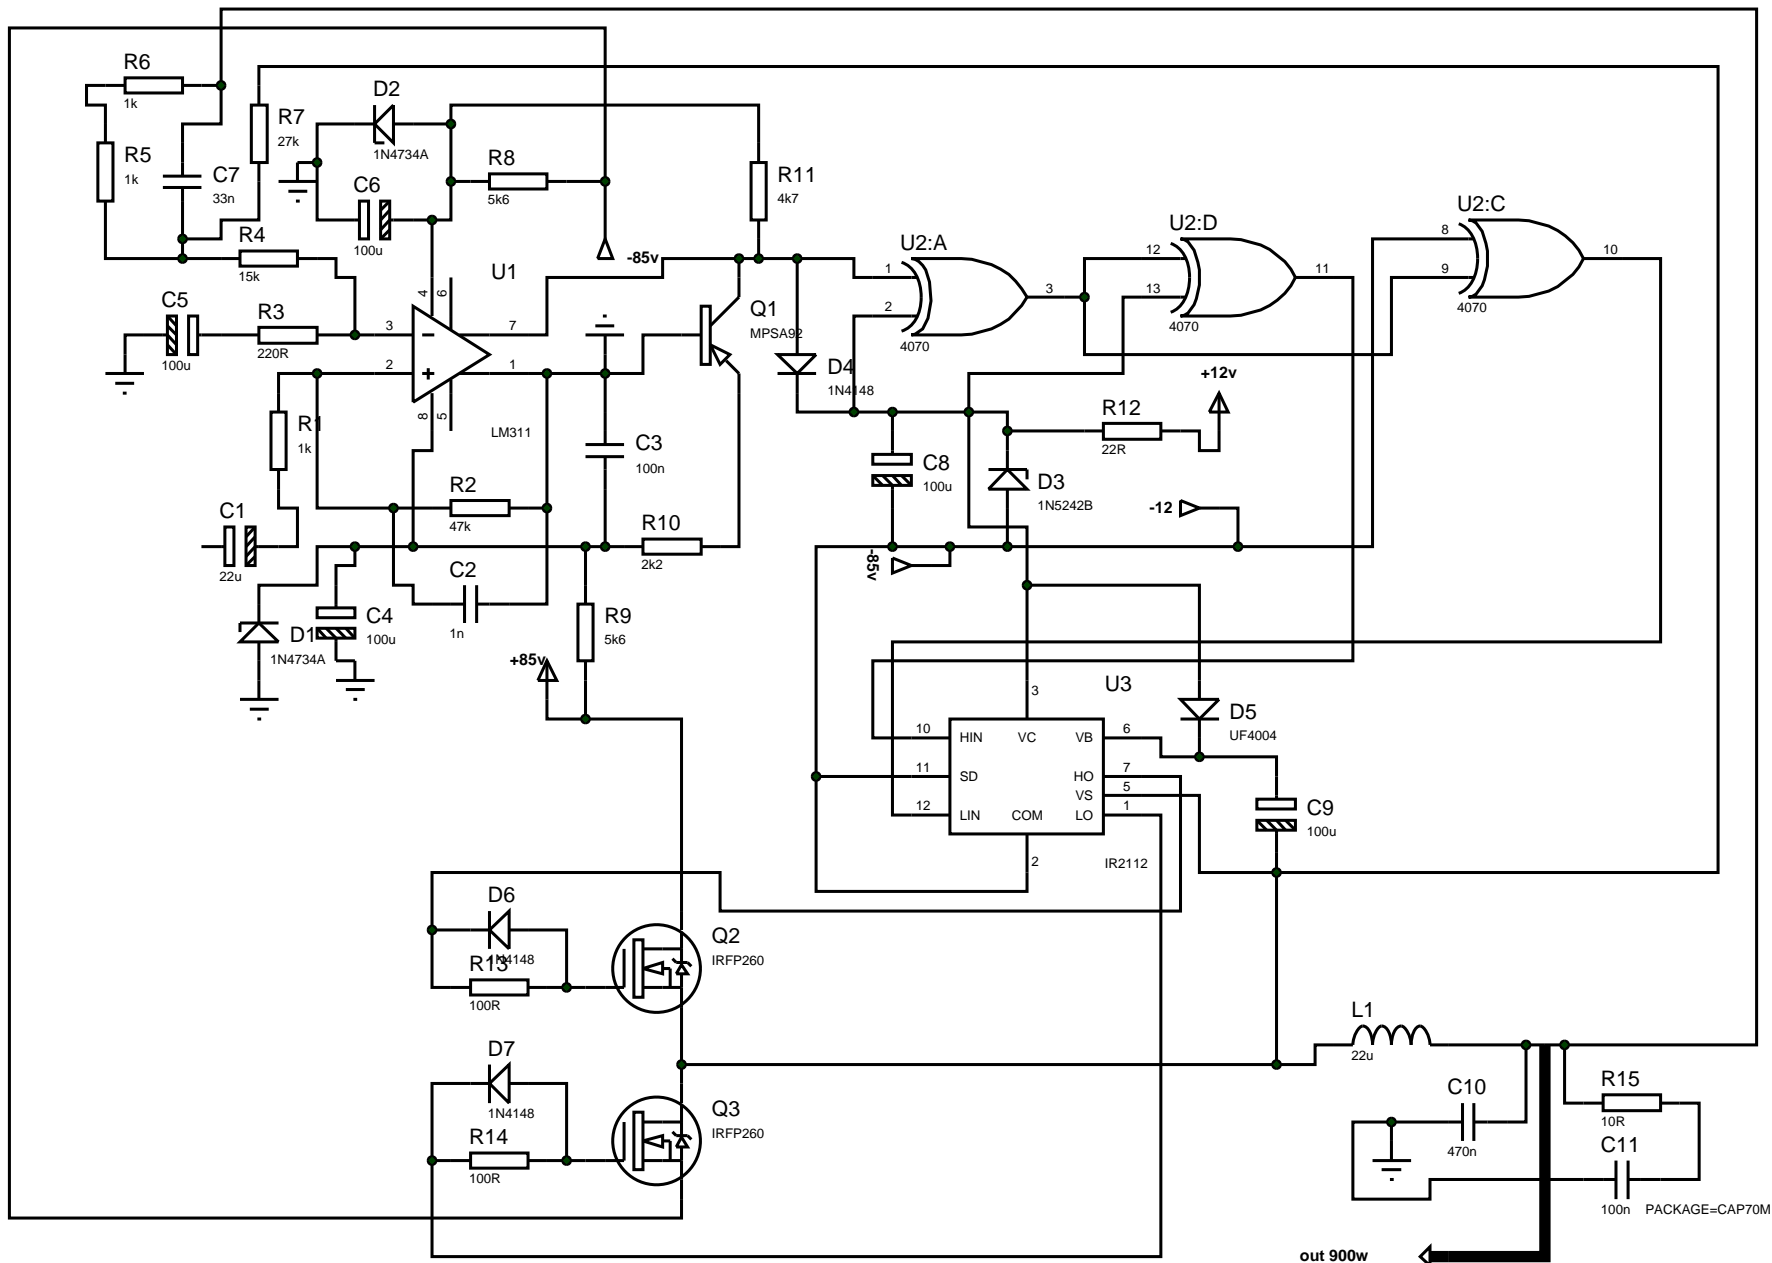 R6
1k
R5
1k
C7
33n
R7
27k
D2
1N4734A
C6
100u
R8
5k6
-85v
R11
4k7
R4
15k
C5
100u
R3
220R
U1
3
2
4
6
7
1
8
5
LM311
R1
1k
C1
22u
R2
47k
C2
1n
D1
1N4734A
C4
100u
C3
100n
R10
2k2
R9
5k6
+85v
Q1
MPSA92
D4
1N4148
U2:A
1
2
3
4070
U2:D
12
13
11
4070
U2:C
8
9
10
4070
+12v
R12
22R
C8
100u
D3
1N5242B
-12
-85v
U3
3
10
HIN
VC
VB
6
11
SD
HO
7
VS
5
12
LIN
COM
LO
1
2
IR2112
D5
UF4004
C9
100u
D6
1N4148
R13
100R
Q2
IRFP260
D7
1N4148
R14
100R
Q3
IRFP260
L1
22u
C10
470n
R15
10R
C11
100n
PACKAGE=CAP70M
out 900w